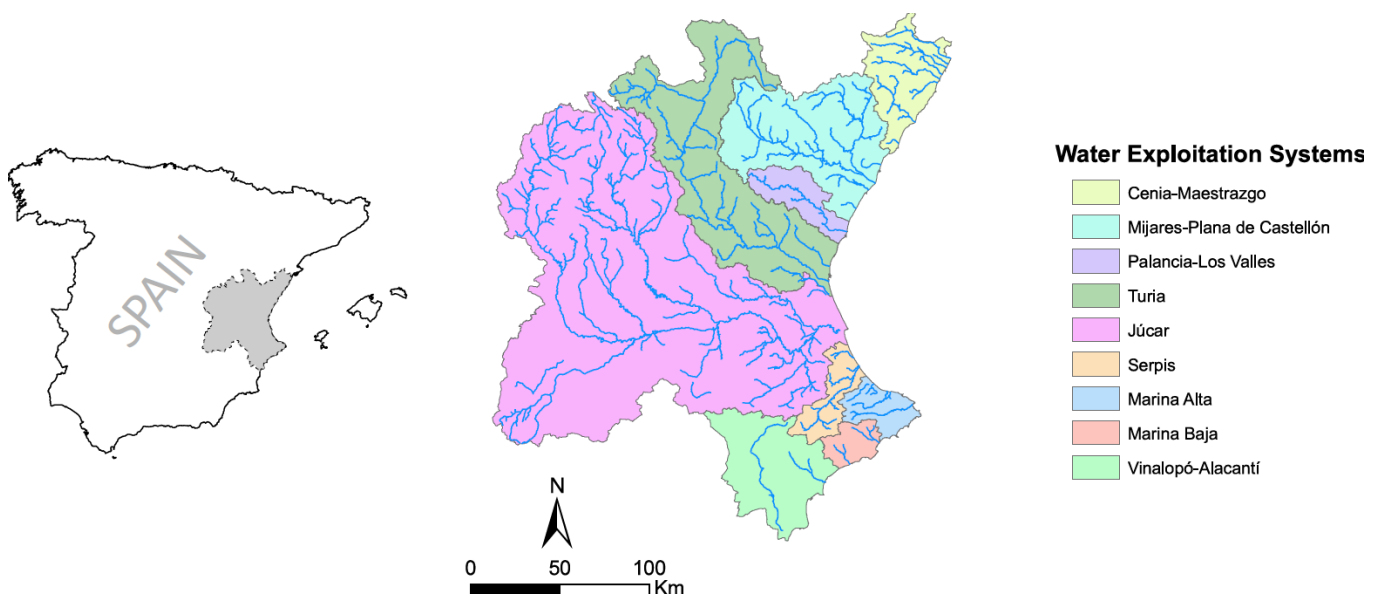 SPAIN
N
0 50 100
Km
Water Exploitation Systems
Cenia-Maestrazgo
Mijares-Plana de Castellón
Palancia-Los Valles
Turia
Júcar
Serpis
Marina Alta
Marina Baja
Vinalopó-Alacantí